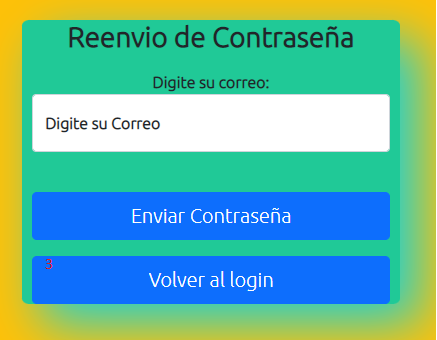 Reenvio de Contraseña
Digite su correo:
Digite su Correo
Enviar Contraseña
3
Volver al login